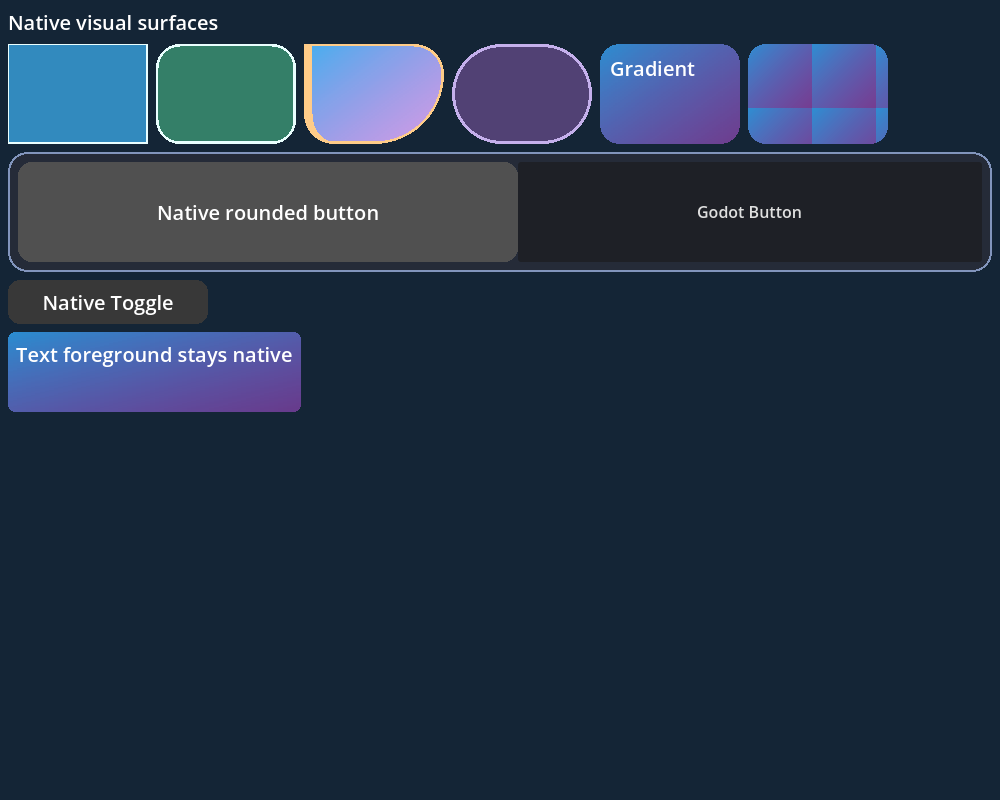 Native visual surfaces
Gradient
Native rounded button
Godot Button
Native Toggle
Text foreground stays native